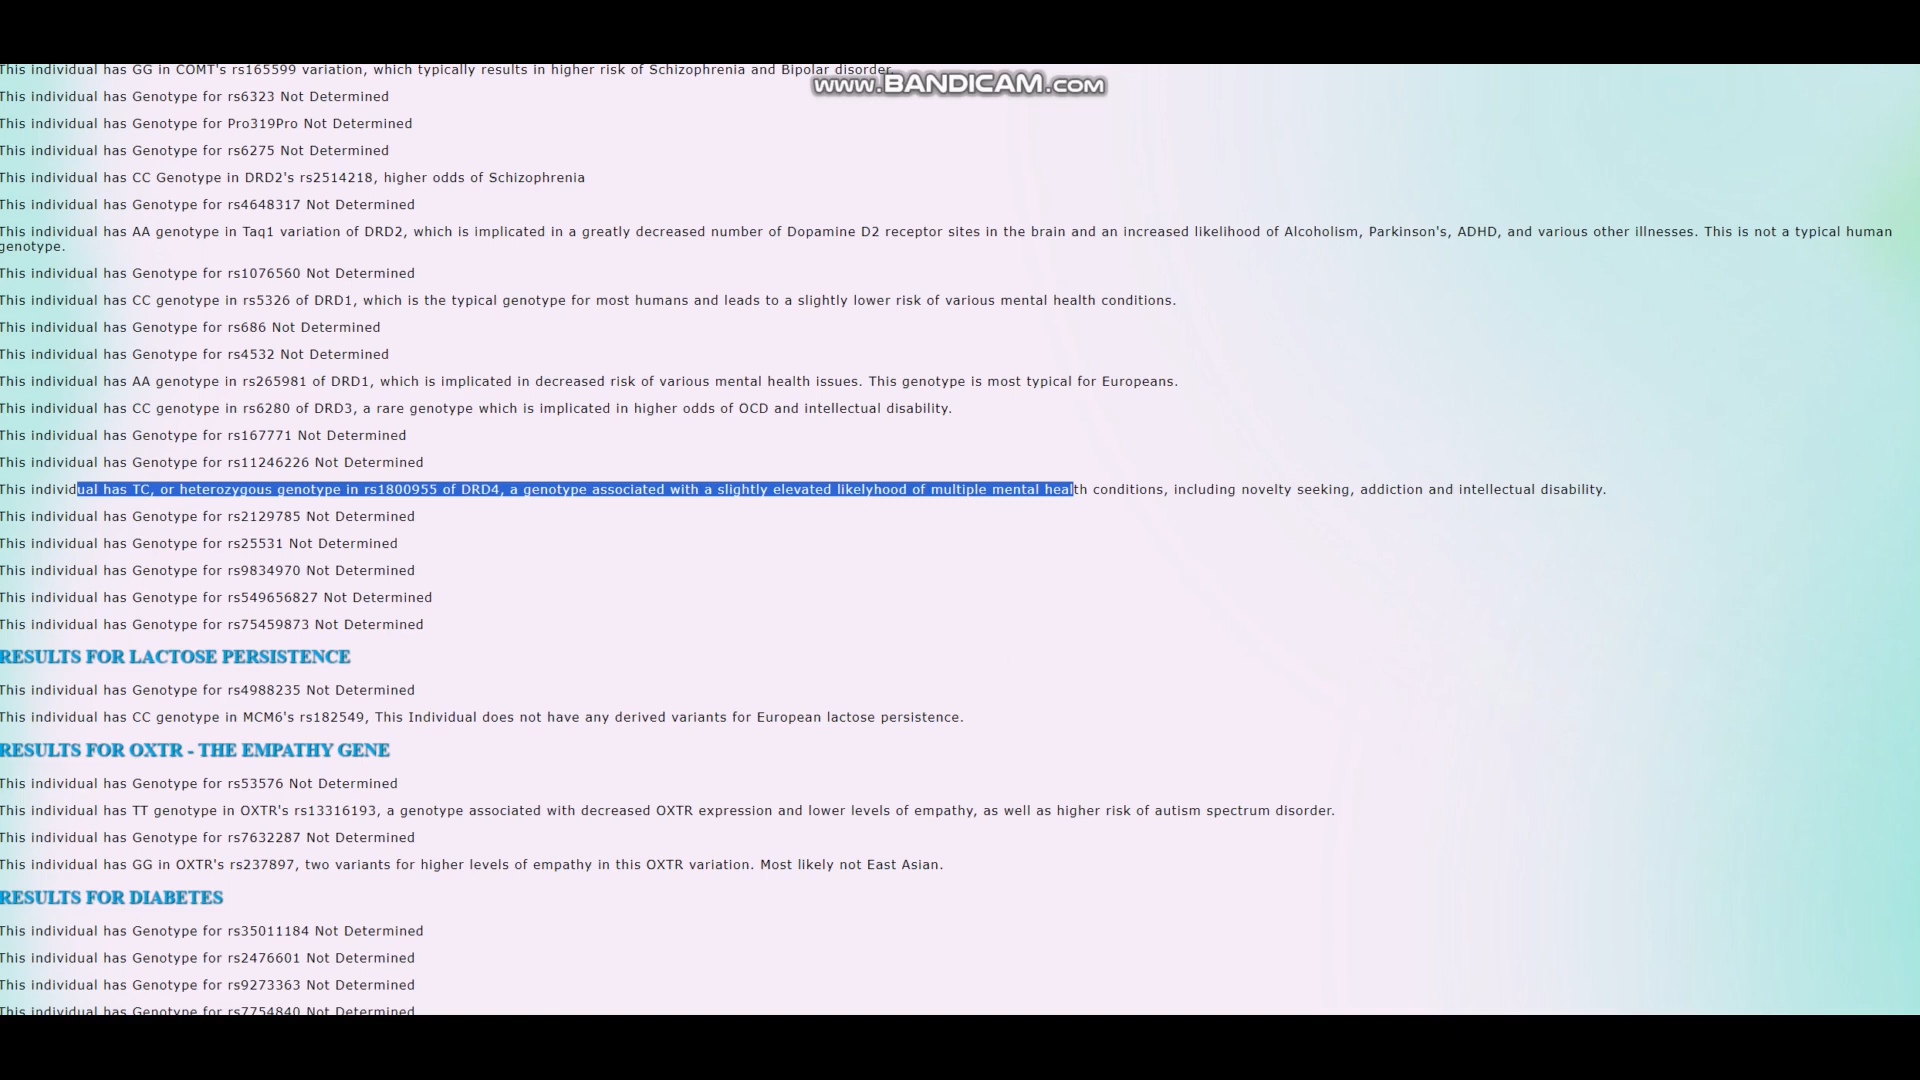 This individual has GG in COMT's rs165599 variation, which typically results in higher risk of Schizophrenia and Bipolar disorder.
www.BANDICAM.com
This individual has Genotype for rs6323 Not Determined
This individual has Genotype for Pro319Pro Not Determined
This individual has Genotype for rs6275 Not Determined
This individual has CC Genotype in DRD2's rs2514218, higher odds of Schizophrenia
This individual has Genotype for rs4648317 Not Determined
This individual has AA genotype in Taq1 variation of DRD2, which is implicated in a greatly decreased number of Dopamine D2 receptor sites in the brain and an increased likelihood of Alcoholism, Parkinson's, ADHD, and various other illnesses. This is not a typical human
genotype.
This individual has Genotype for rs1076560 Not Determined
This individual has CC genotype in rs5326 of DRD1, which is the typical genotype for most humans and leads to a slightly lower risk of various mental health conditions.
This individual has Genotype for rs686 Not Determined
This individual has Genotype for rs4532 Not Determined
This individual has AA genotype in rs265981 of DRD1, which is implicated in decreased risk of various mental health issues. This genotype is most typical for Europeans.
This individual has CC genotype in rs6280 of DRD3, a rare genotype which is implicated in higher odds of OCD and intellectual disability.
This individual has Genotype for rs167771 Not Determined
This individual has Genotype for rs11246226 Not Determined
This individual has TC, or heterozygous genotype in rs1800955 of DRD4, a genotype associated with a slightly elevated likelyhood of multiple mental health conditions, including novelty seeking, addiction and intellectual disability.
This individual has Genotype for rs2129785 Not Determined
This individual has Genotype for rs25531 Not Determined
This individual has Genotype for rs9834970 Not Determined
This individual has Genotype for rs549656827 Not Determined
This individual has Genotype for rs75459873 Not Determined
RESULTS FOR LACTOSE PERSISTENCE
This individual has Genotype for rs4988235 Not Determined
This individual has CC genotype in MCM6's rs182549, This Individual does not have any derived variants for European lactose persistence.
RESULTS FOR OXTR - THE EMPATHY GENE
This individual has Genotype for rs53576 Not Determined
This individual has TT genotype in OXTR's rs13316193, a genotype associated with decreased OXTR expression and lower levels of empathy, as well as higher risk of autism spectrum disorder.
This individual has Genotype for rs7632287 Not Determined
This individual has GG in OXTR's rs237897, two variants for higher levels of empathy in this OXTR variation. Most likely not East Asian.
RESULTS FOR DIABETES
This individual has Genotype for rs35011184 Not Determined
This individual has Genotype for rs2476601 Not Determined
This individual has Genotype for rs9273363 Not Determined
This individual has Genotype for rs7754840 Not Determined